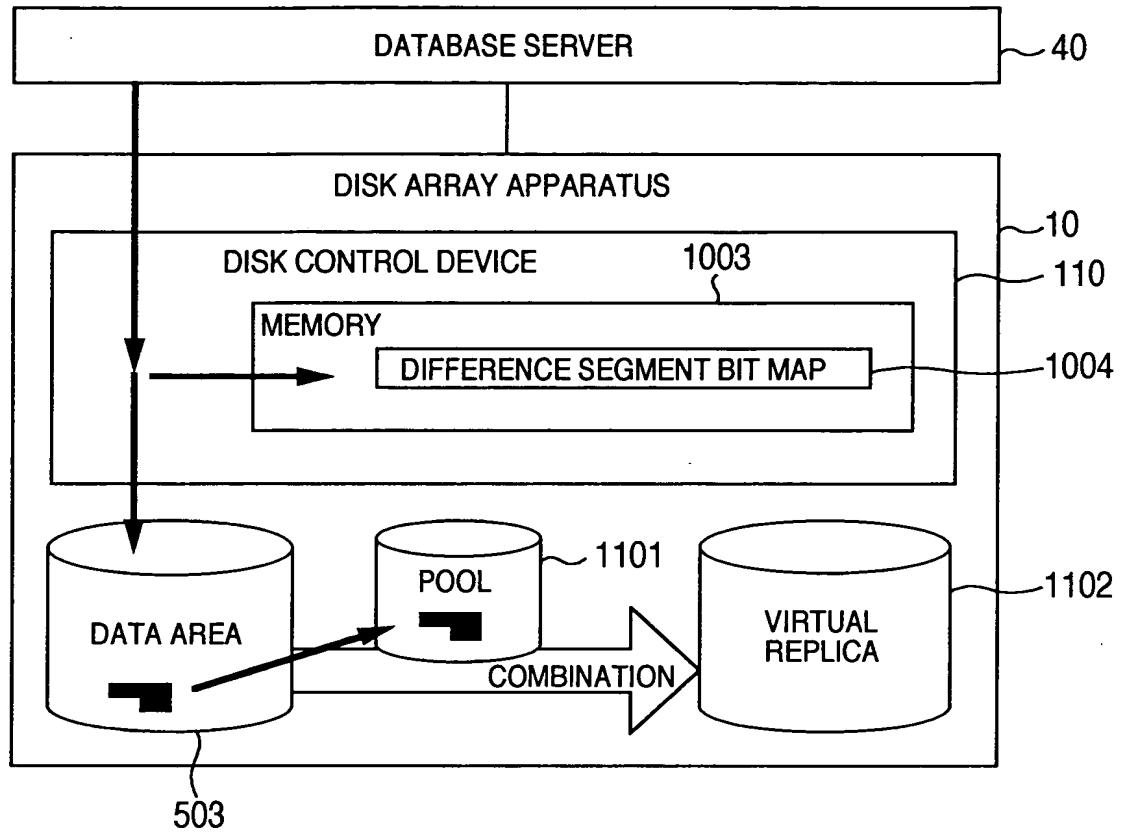 DATABASE SERVER
40
DISK ARRAY APPARATUS
10
DISK CONTROL DEVICE
1003
110
MEMORY
DIFFERENCE SEGMENT BIT MAP
1004
POOL
1101
1102
DATA AREA
VIRTUAL
REPLICA
COMBINATION
503